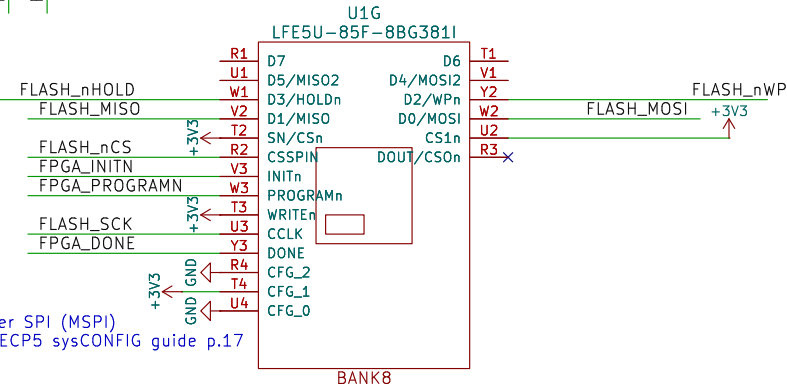 U1G
LFE5U-85F-8BG381I
R1 D7 D6 T1
U1 D5/MISO2 D4/MOSI2 V1
FLASH_nHOLD W1 D3/HOLDn D2/WPn Y2 FLASH_nWP
FLASH_MISO V2 D1/MISO D0/MOSI W2 FLASH_MOSI +3V3
+3V3 T2 SN/CSn CS1n U2
FLASH_nCS R2 CSSPIN DOUT/CSOn R3
FPGA_INITN V3 INITn
FPGA_PROGRAMN W3 PROGRAMn
+3V3 T3 WRITEn
FLASH_SCK U3 CCLK
FPGA_DONE Y3 DONE
GND R4 CFG_2
+3V3 T4 CFG_1
GND U4 CFG_0
er SPI (MSPI)
ECP5 sysCONFIG guide p.17
BANK8